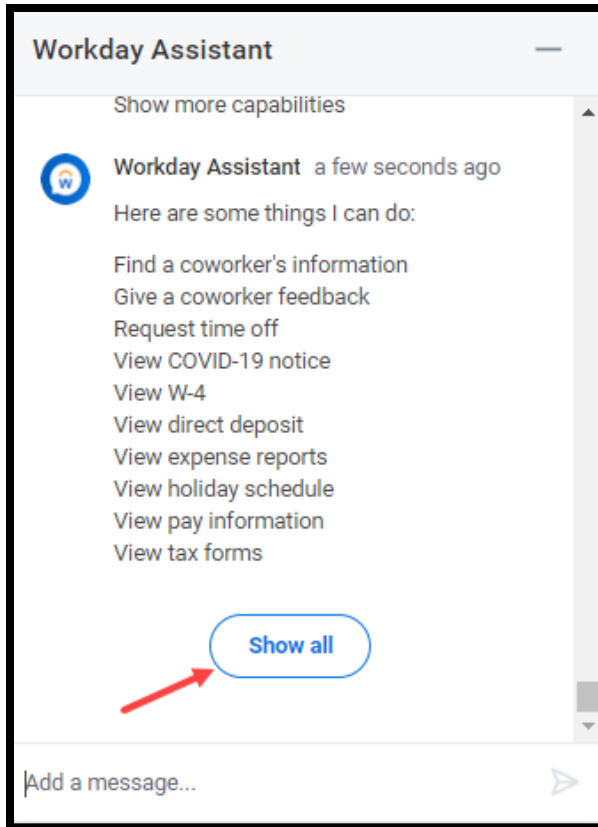 Workday Assistant
Show more capabilities
Workday Assistant a few seconds ago
Here are some things I can do:
Find a coworker's information
Give a coworker feedback
Request time off
View COVID-19 notice
View W-4
View direct deposit
View expense reports
View holiday schedule
View pay information
View tax forms
Show all
Add a message...